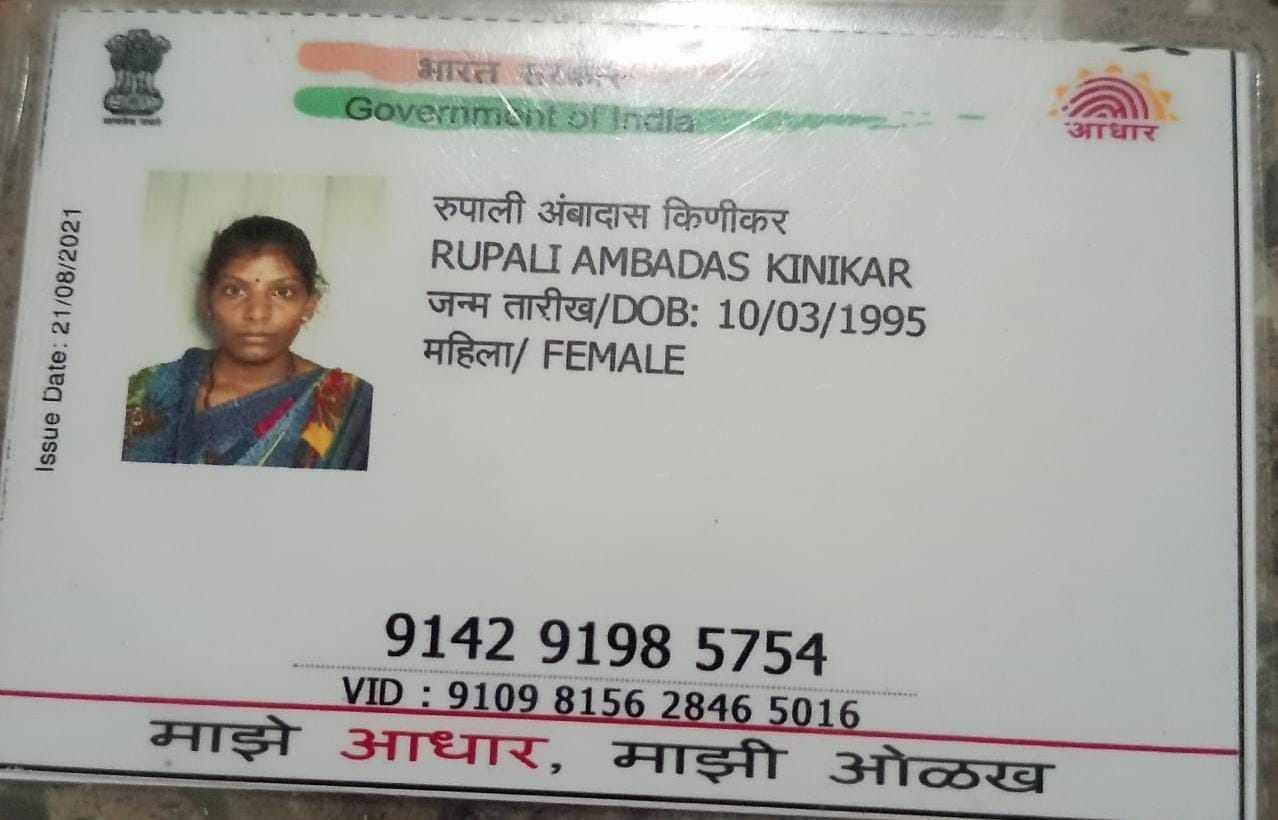 भारत सरकार
Government of India
आधार
Issue Date: 21/08/2021
रुपाली अंबादास किणीकर
RUPALI AMBADAS KINIKAR
जन्म तारीख/DOB: 10/03/1995
महिला/ FEMALE
9142 9198 5754
VID : 9109 8156 2846 5016
माझे आधार, माझी ओळख